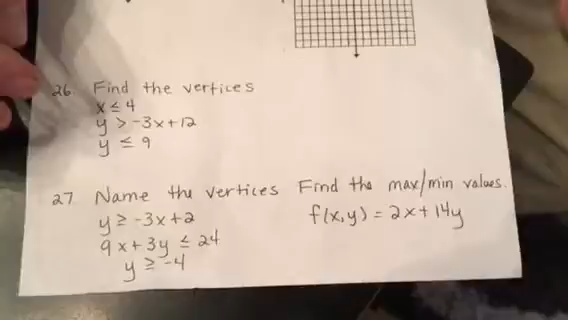 26 Find the vertices
x ≤ 4
y > -3x+12
y ≤ 9
27 Name the vertices Find the max/min values.
y ≥ -3x+2 f(x,y) = 2x+14y
9x+3y ≤ 24
y ≥ -4